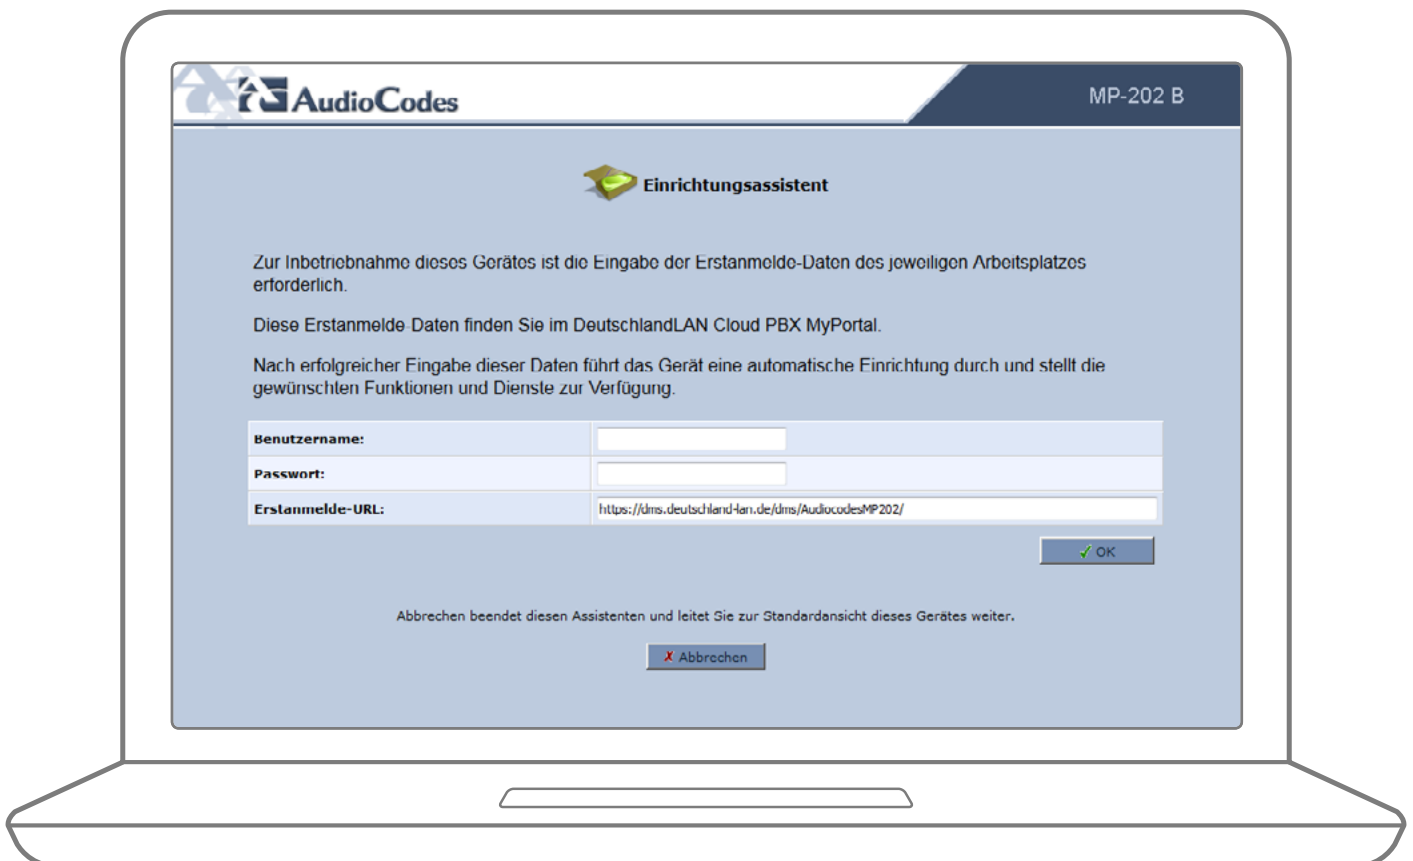 AudioCodes
MP-202 B
Einrichtungsassistent
Zur Inbetriebnahme dieses Gerätes ist die Eingabe der Erstanmelde-Daten des jeweiligen Arbeitsplatzes
erforderlich.
Diese Erstanmelde-Daten finden Sie im DeutschlandLAN Cloud PBX MyPortal.
Nach erfolgreicher Eingabe dieser Daten führt das Gerät eine automatische Einrichtung durch und stellt die
gewünschten Funktionen und Dienste zur Verfügung.
Benutzername:
Passwort:
Erstanmelde-URL: https://dms.deutschland-lan.de/dms/AudiocodesMP202/
OK
Abbrechen beendet diesen Assistenten und leitet Sie zur Standardansicht dieses Gerätes weiter.
Abbrechen